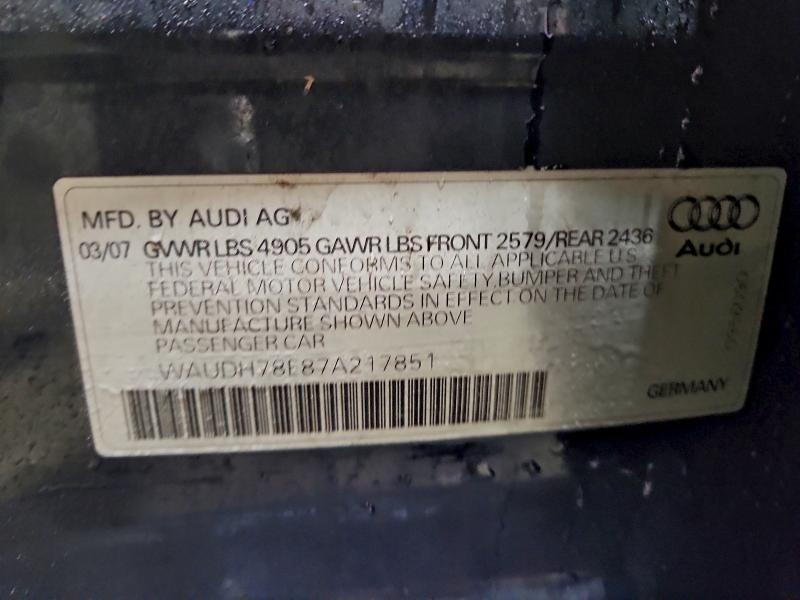 MFD. BY AUDI AG
03/07 GVWR LBS 4905 GAWR LBS FRONT 2579/REAR 2436
Audi
THIS VEHICLE CONFORMS TO ALL APPLICABLE U.S
FEDERAL MOTOR VEHICLE SAFETY, BUMPER AND THEFT
PREVENTION STANDARDS IN EFFECT ON THE DATE OF
MANUFACTURE SHOWN ABOVE
PASSENGER CAR
WAUDH78E87A217851
GERMANY